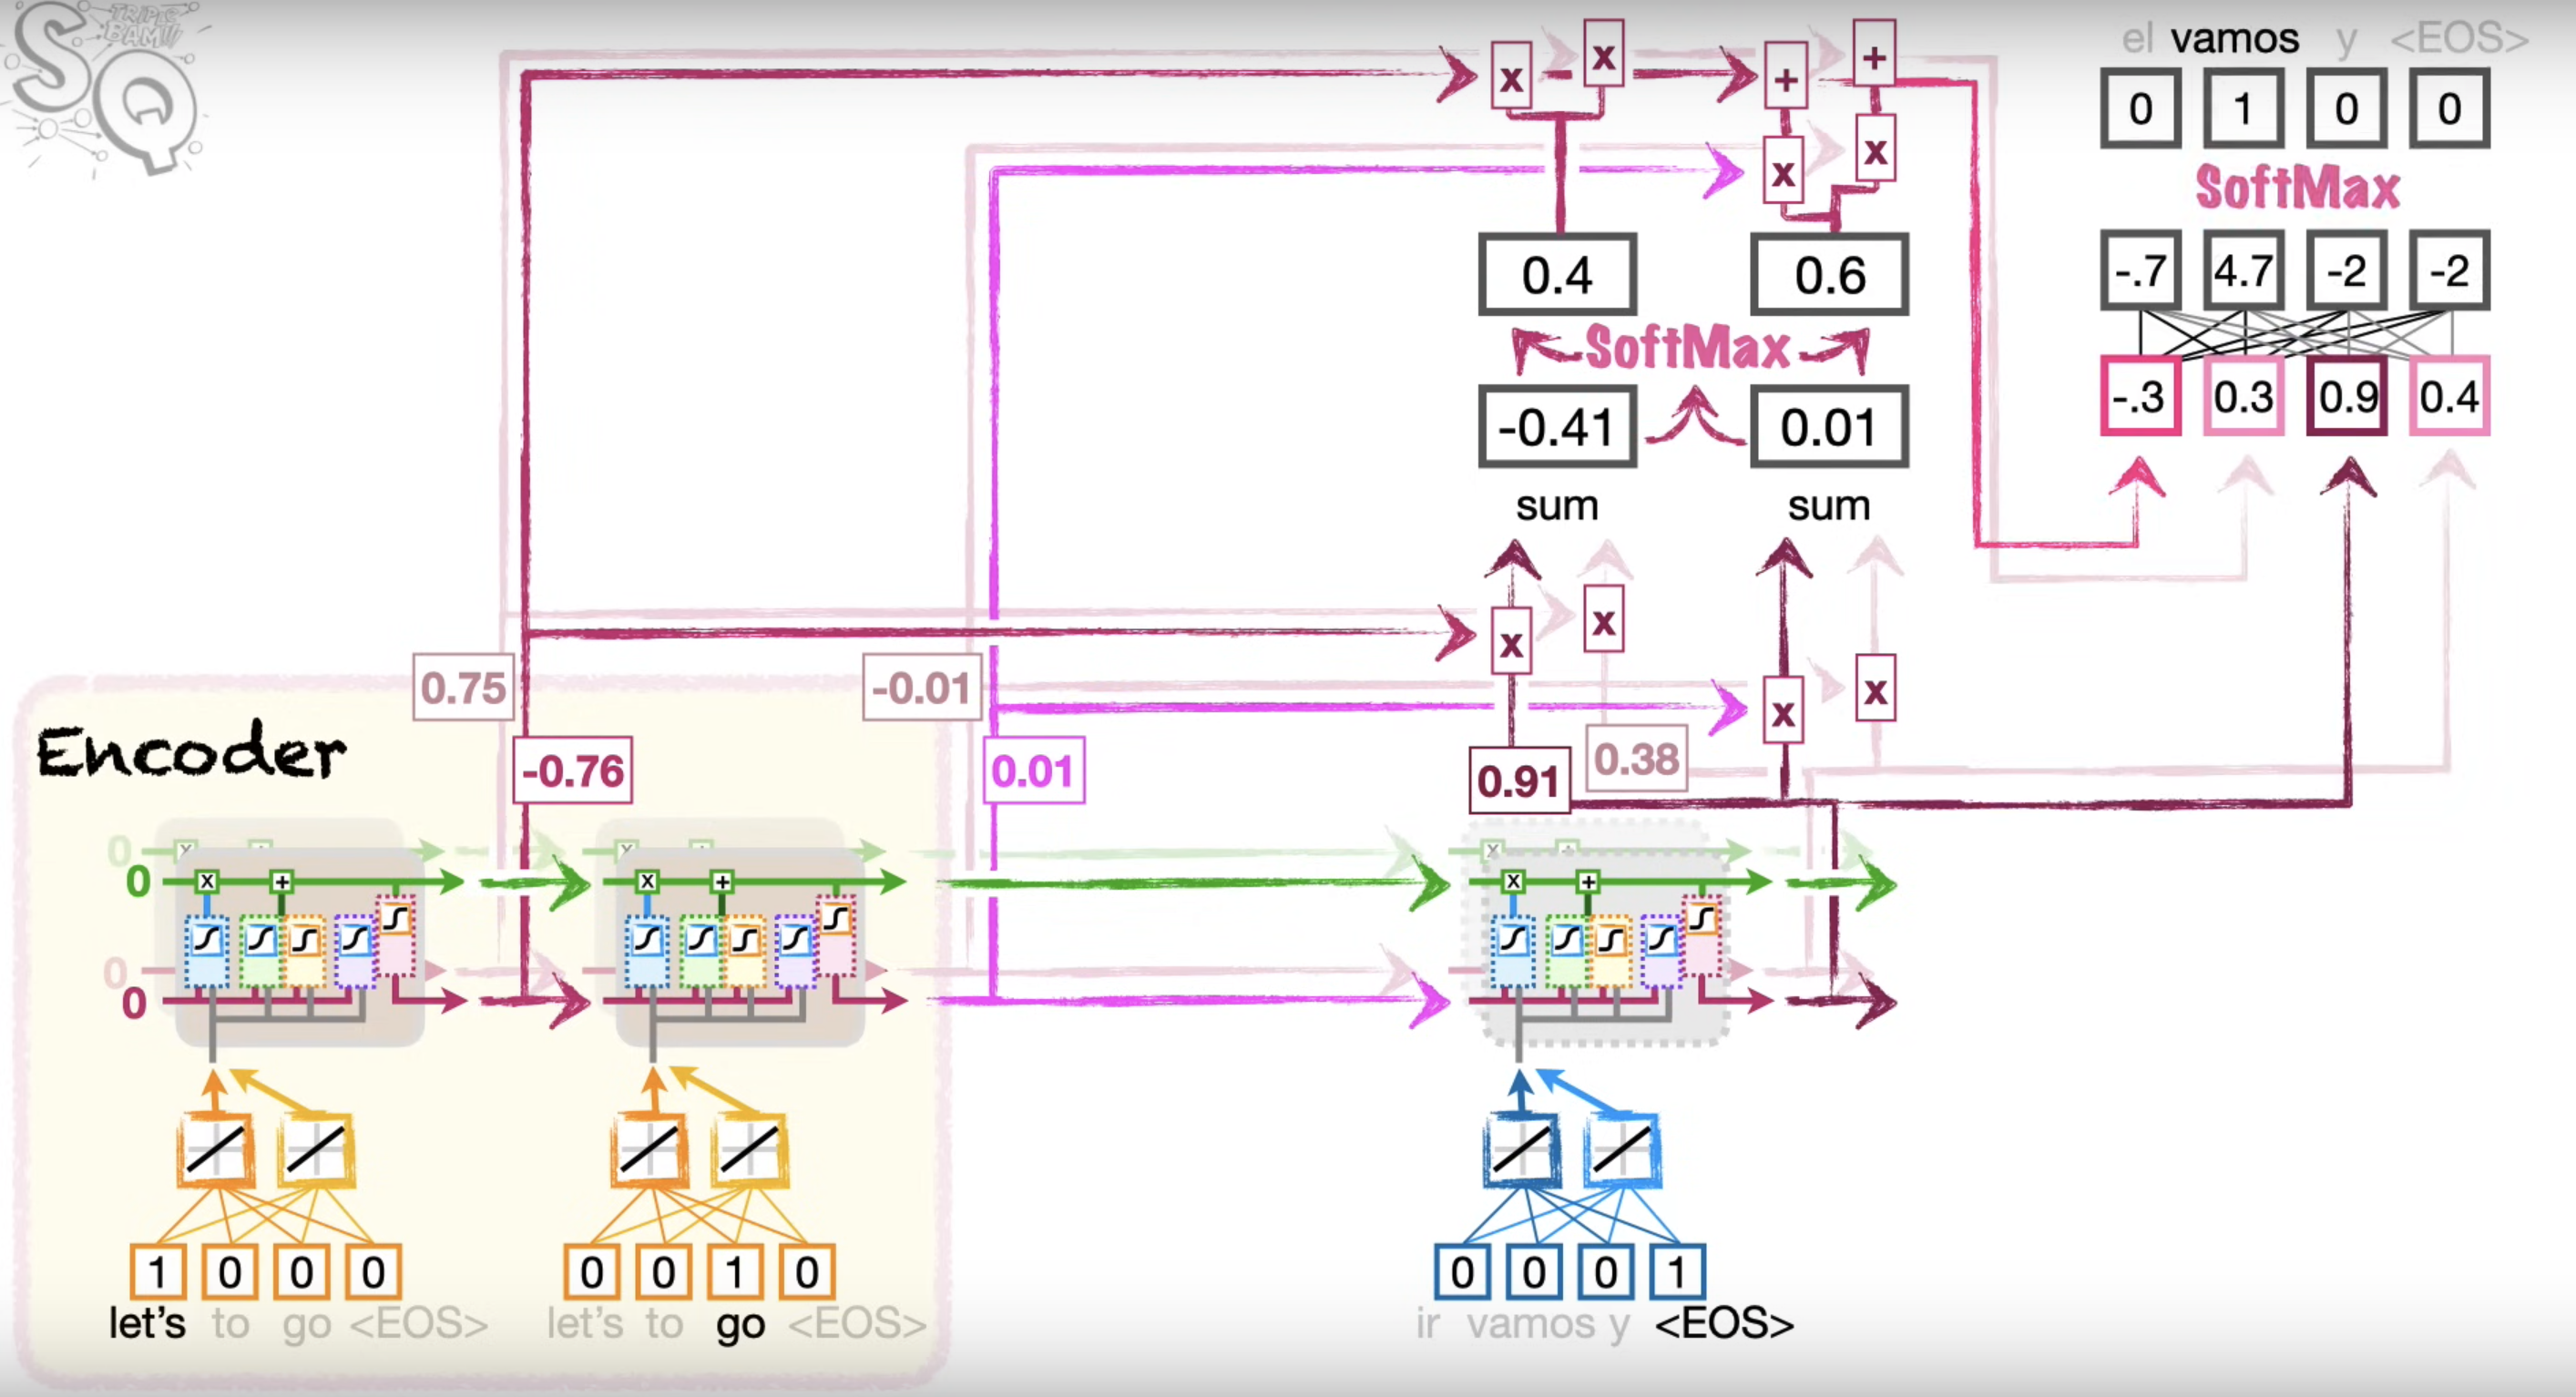 TRIPLE
BAM!!!
SQ
el vamos y <EOS>
0 1 0 0
SoftMax
-.7 4.7 -2 -2
-.3 0.3 0.9 0.4
x x + +
x x
0.4 0.6
SoftMax
-0.41 0.01
sum sum
x x
x x
0.75 -0.01
-0.76 0.01 0.91 0.38
Encoder
0 x + x + x +
0 x + x + x +
0
0
1 0 0 0 0 0 1 0 0 0 0 1
let's to go <EOS> let's to go <EOS> ir vamos y <EOS>